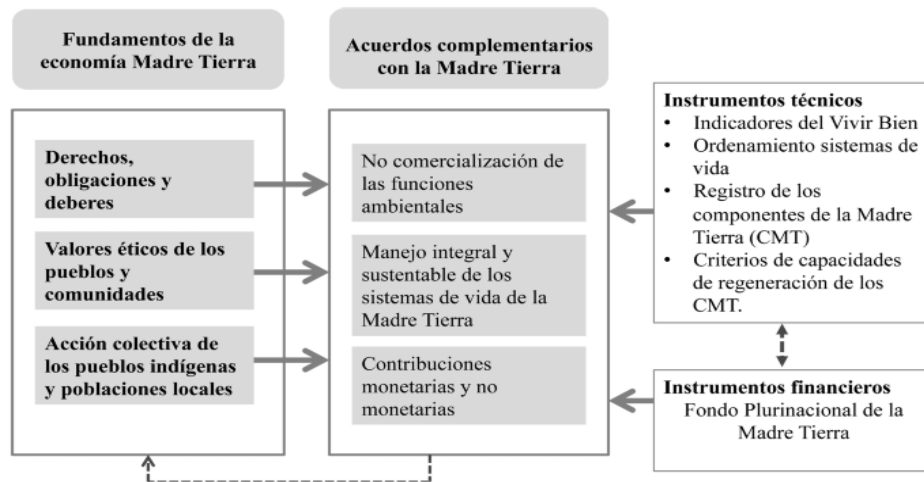 Fundamentos de la
economía Madre Tierra
Derechos,
obligaciones y
deberes
Valores éticos de los
pueblos y
comunidades
Acción colectiva de
los pueblos indígenas
y poblaciones locales
Acuerdos complementarios
con la Madre Tierra
No comercialización de
las funciones
ambientales
Manejo integral y
sustentable de los
sistemas de vida de la
Madre Tierra
Contribuciones
monetarias y no
monetarias
Instrumentos técnicos
• Indicadores del Vivir Bien
• Ordenamiento sistemas de
vida
• Registro de los
componentes de la Madre
Tierra (CMT)
• Criterios de capacidades
de regeneración de los
CMT.
Instrumentos financieros
Fondo Plurinacional de la
Madre Tierra